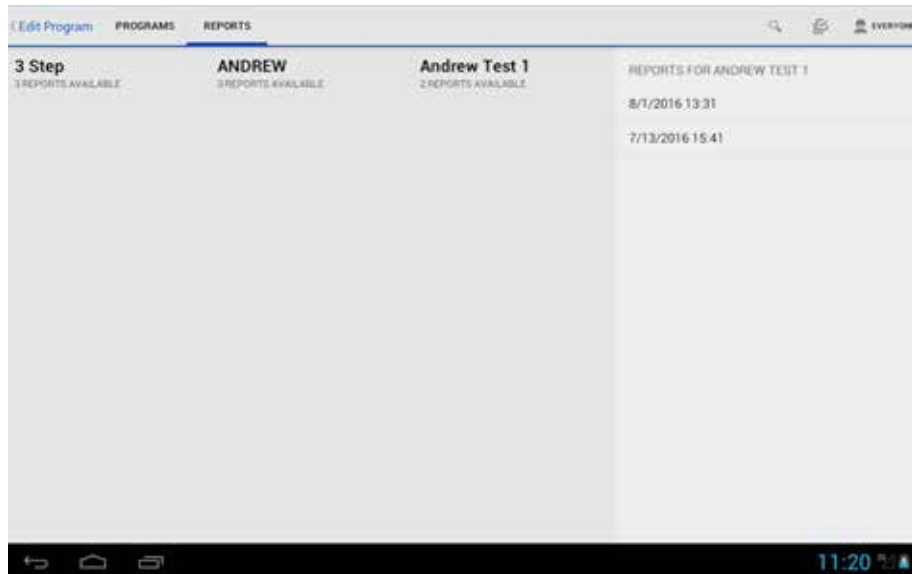 Edit Program PROGRAMS REPORTS EVERYONE
3 Step ANDREW Andrew Test 1
3 REPORTS AVAILABLE 3 REPORTS AVAILABLE 2 REPORTS AVAILABLE
REPORTS FOR ANDREW TEST 1
8/1/2016 13:31
7/13/2016 15:41
11:20